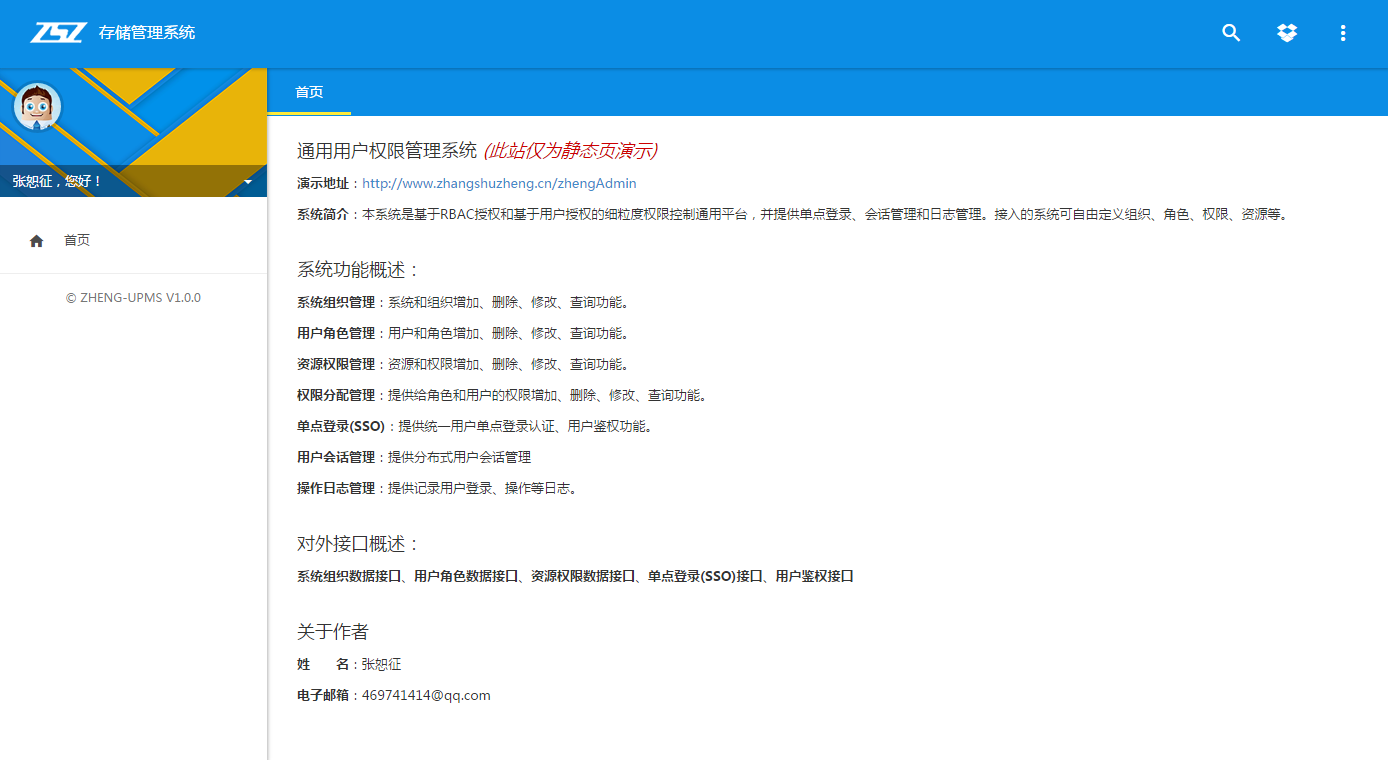 ZSZ 存储管理系统
首页
张恕征，您好！
首页
© ZHENG-UPMS V1.0.0
通用用户权限管理系统 (此站仅为静态页演示)
演示地址：http://www.zhangshuzheng.cn/zhengAdmin
系统简介：本系统是基于RBAC授权和基于用户授权的细粒度权限控制通用平台，并提供单点登录、会话管理和日志管理。接入的系统可自由定义组织、角色、权限、资源等。
系统功能概述：
系统组织管理：系统和组织增加、删除、修改、查询功能。
用户角色管理：用户和角色增加、删除、修改、查询功能。
资源权限管理：资源和权限增加、删除、修改、查询功能。
权限分配管理：提供给角色和用户的权限增加、删除、修改、查询功能。
单点登录(SSO)：提供统一用户单点登录认证、用户鉴权功能。
用户会话管理：提供分布式用户会话管理
操作日志管理：提供记录用户登录、操作等日志。
对外接口概述：
系统组织数据接口、用户角色数据接口、资源权限数据接口、单点登录(SSO)接口、用户鉴权接口
关于作者
姓　　名：张恕征
电子邮箱：469741414@qq.com